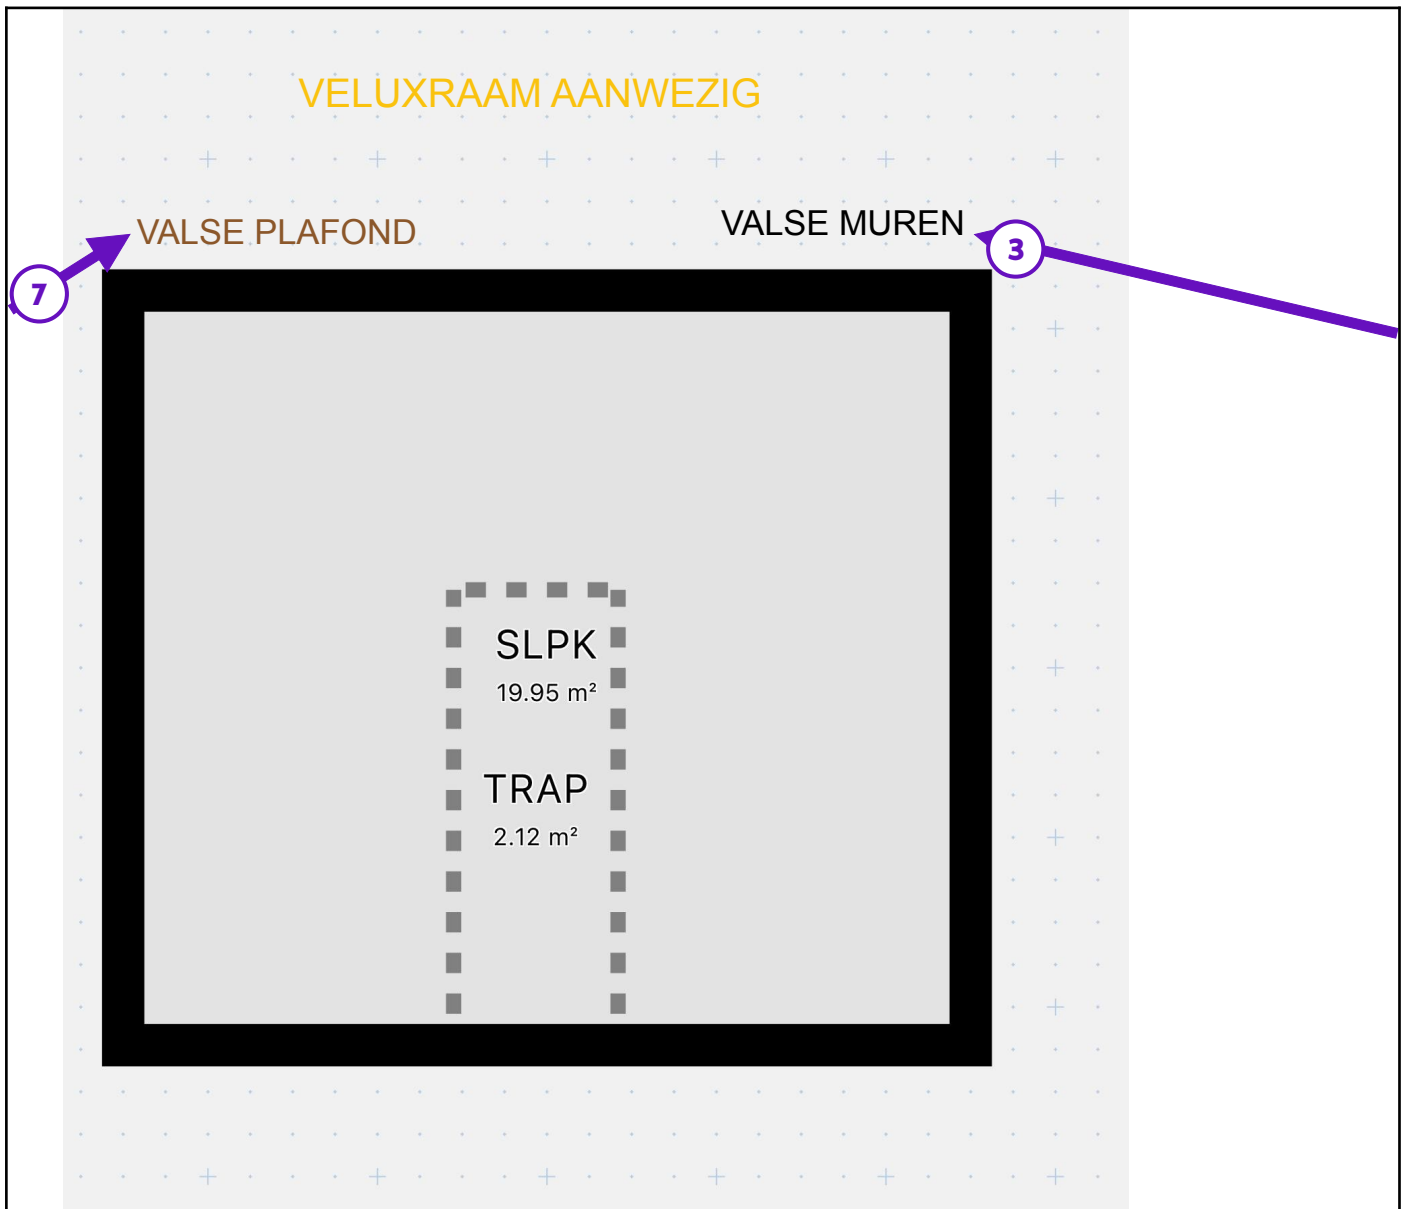 VELUXRAAM AANWEZIG
VALSE PLAFOND
VALSE MUREN
7
3
SLPK
19.95 m²
TRAP
2.12 m²